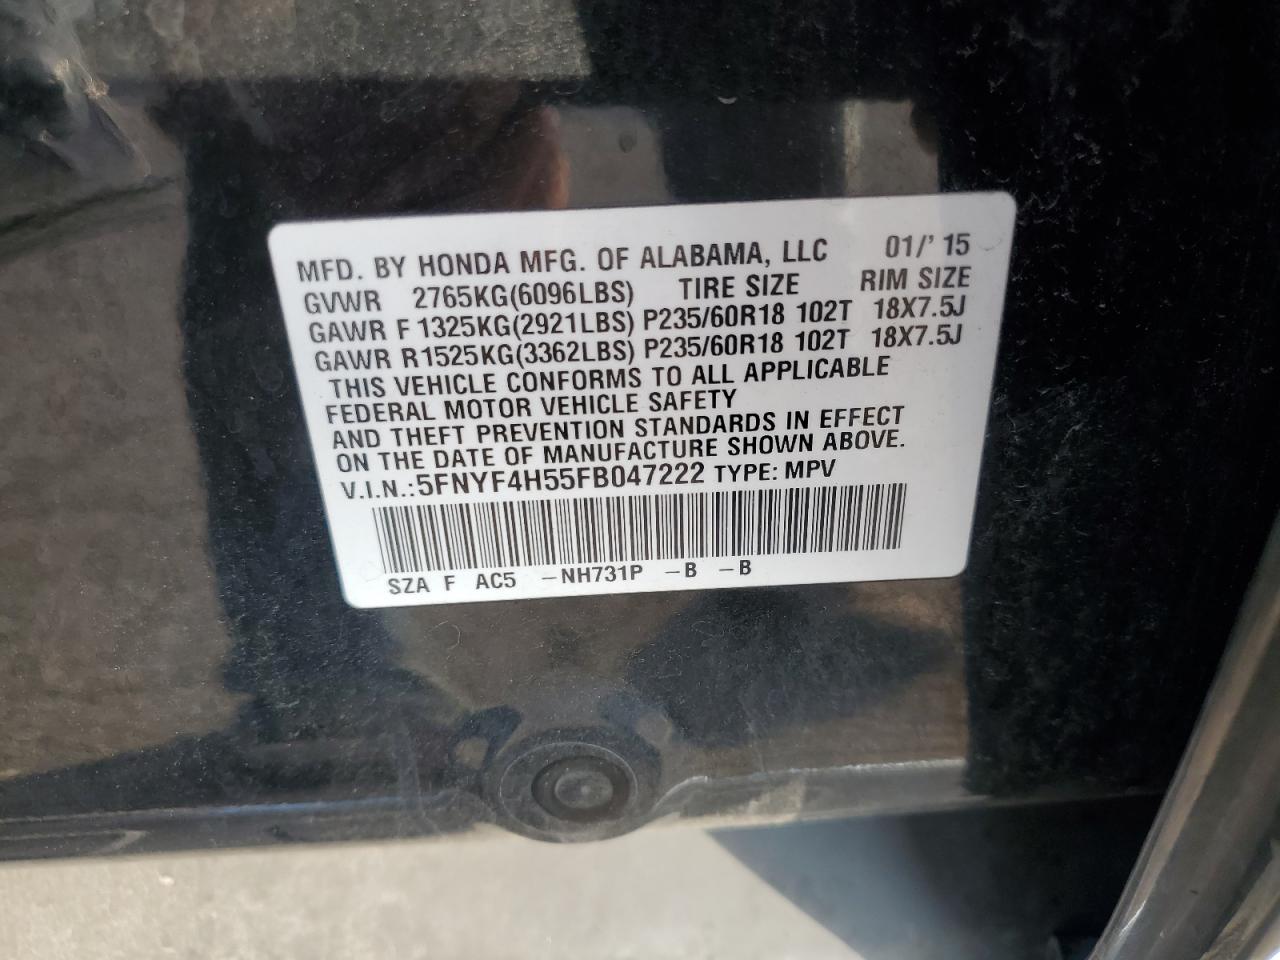 MFD. BY HONDA MFG. OF ALABAMA, LLC 01/' 15
GVWR 2765KG(6096LBS) TIRE SIZE RIM SIZE
GAWR F 1325KG(2921LBS) P235/60R18 102T 18X7.5J
GAWR R1525KG(3362LBS) P235/60R18 102T 18X7.5J
THIS VEHICLE CONFORMS TO ALL APPLICABLE
FEDERAL MOTOR VEHICLE SAFETY
AND THEFT PREVENTION STANDARDS IN EFFECT
ON THE DATE OF MANUFACTURE SHOWN ABOVE.
V.I.N.:5FNYF4H55FB047222 TYPE: MPV
SZA F AC5 -NH731P -B -B